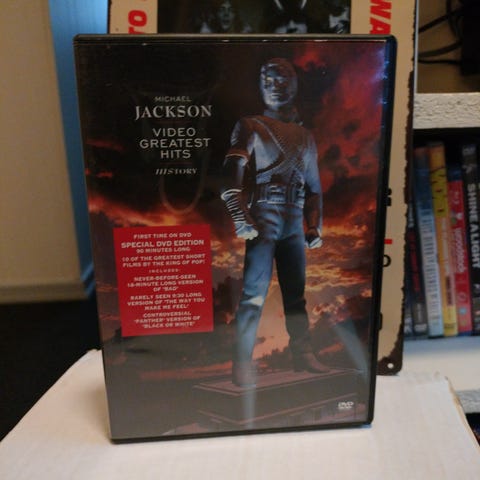 MICHAEL
JACKSON
VIDEO
GREATEST
HITS
HISTORY
FIRST TIME ON DVD
SPECIAL DVD EDITION
90 MINUTES LONG
10 OF THE GREATEST SHORT
FILMS BY THE KING OF POP!
INCLUDES:
NEVER-BEFORE-SEEN
18-MINUTE LONG VERSION
OF "BAD"
RARELY SEEN 9:30 LONG
VERSION OF "THE WAY YOU
MAKE ME FEEL"
CONTROVERSIAL
"PANTHER" VERSION OF
"BLACK OR WHITE"
DVD
SHINE A LIGHT